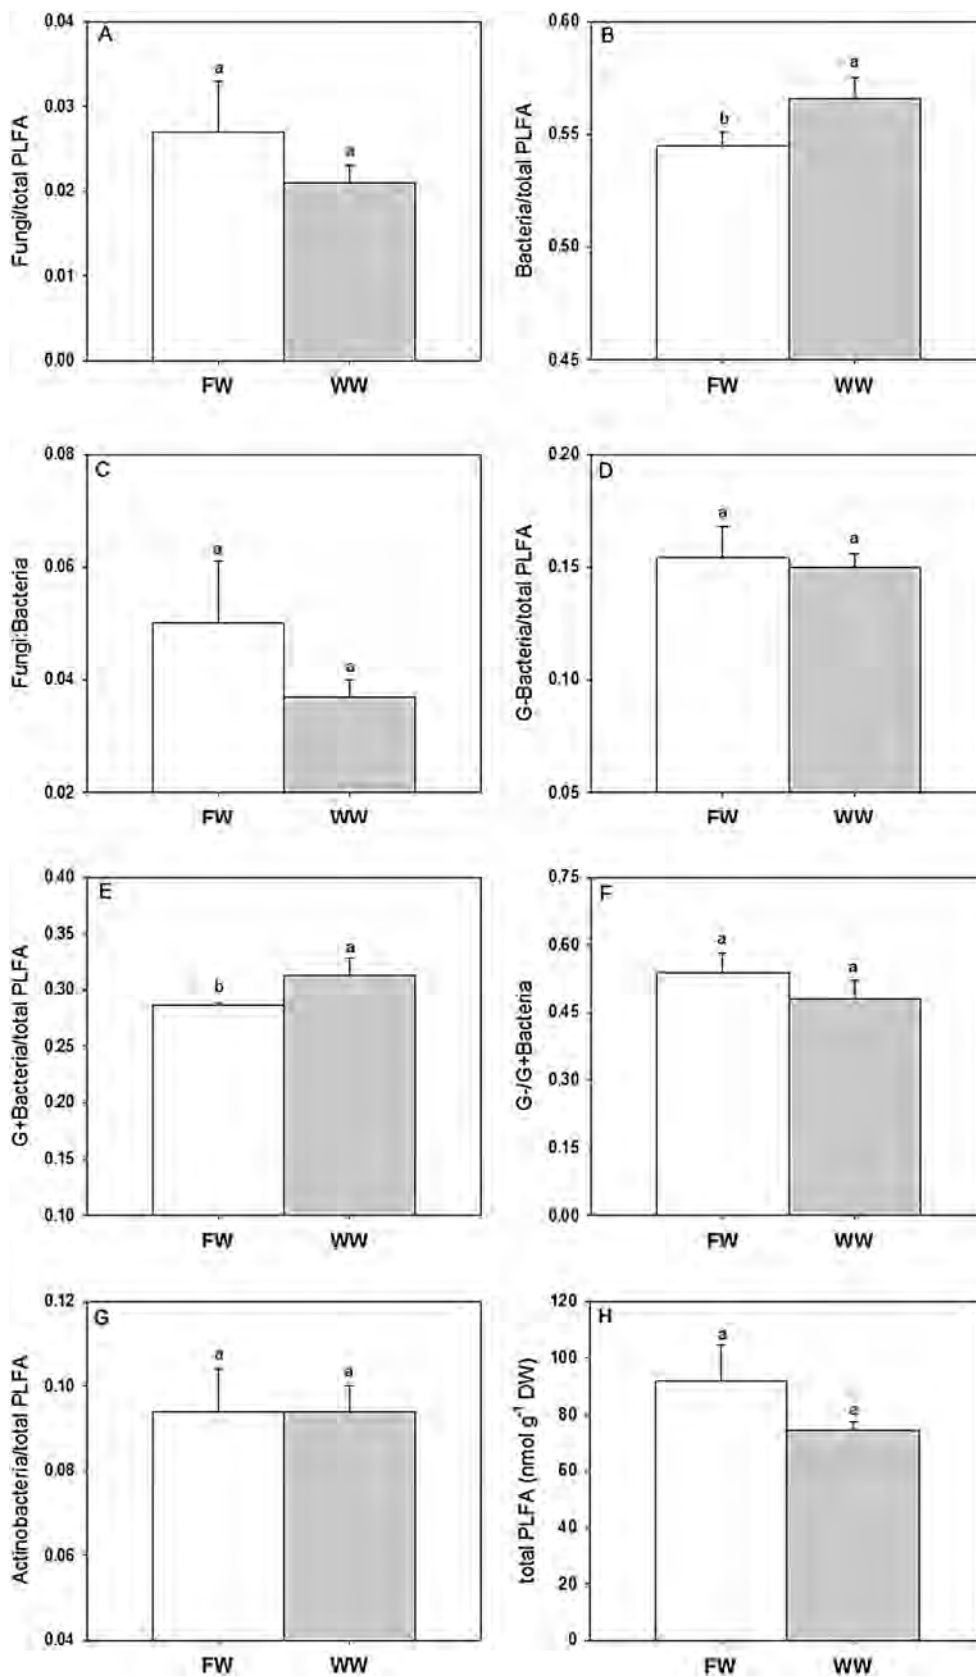 A
Fungi/total PLFA
0.04
0.03
0.02
0.01
0.00
a
a
FW WW
B
Bacteria/total PLFA
0.60
0.55
0.50
0.45
b
a
FW WW
C
Fungi:Bacteria
0.08
0.06
0.04
0.02
a
a
FW WW
D
G-Bacteria/total PLFA
0.20
0.15
0.10
0.05
a
a
FW WW
E
G+Bacteria/total PLFA
0.40
0.35
0.30
0.25
0.20
0.15
0.10
b
a
FW WW
F
G-/G+Bacteria
0.75
0.60
0.45
0.30
0.15
0.00
a
a
FW WW
G
Actinobacteria/total PLFA
0.12
0.10
0.08
0.06
0.04
a
a
FW WW
H
total PLFA (nmol g⁻¹ DW)
120
100
80
60
40
20
0
a
a
FW WW